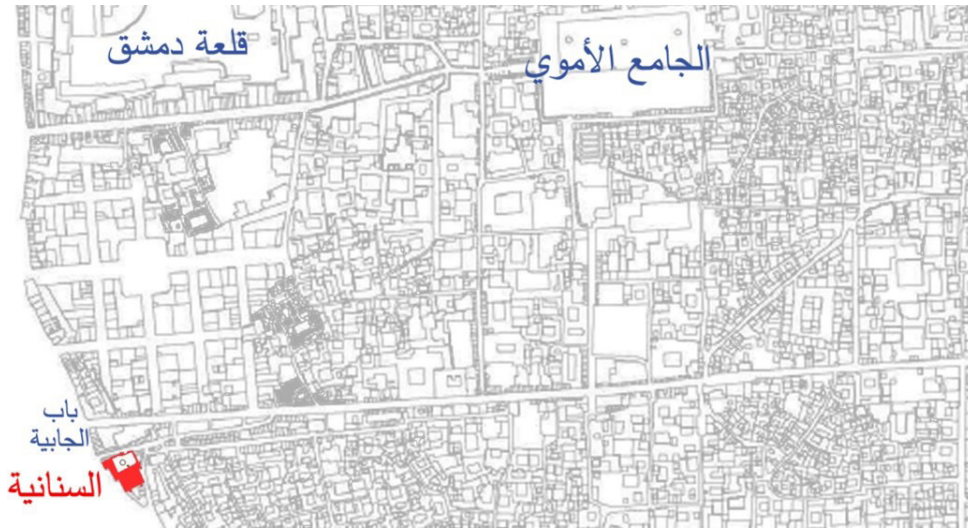 قلعة دمشق
الجامع الأموي
باب
الجابية
السنانية